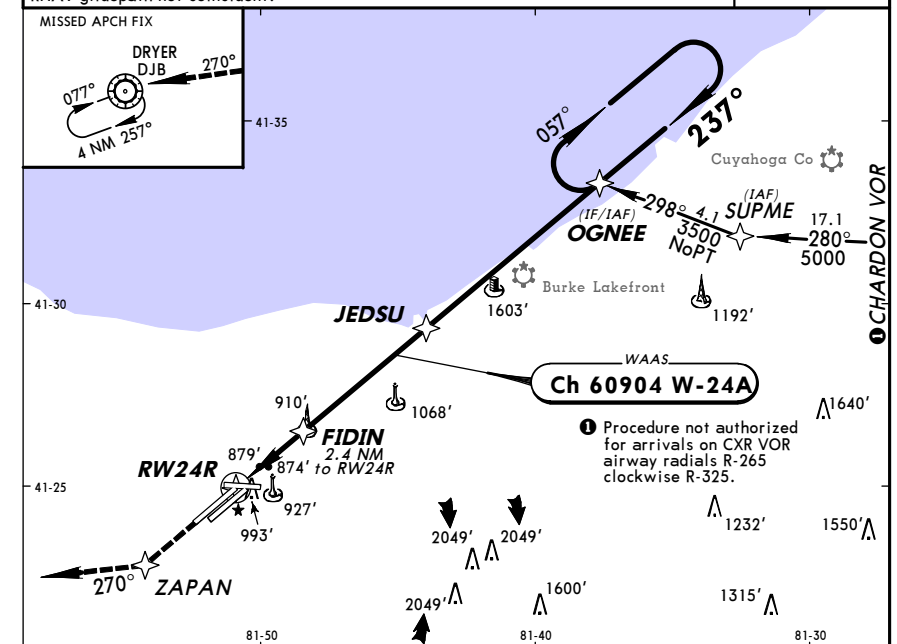 MISSED APCH FIX
DRYER
DJB
270°
077°
4 NM 257°
41-35
057°
237°
Cuyahoga Co
(IAF)
SUPME
298° 4.1
3500
NoPT
17.1
280°
5000
❶ CHARDON VOR
(IF/IAF)
OGNEE
41-30
Burke Lakefront
1603'
1192'
JEDSU
WAAS
Ch 60904 W-24A
910'
1068'
1640'
❶ Procedure not authorized
for arrivals on CXR VOR
airway radials R-265
clockwise R-325.
FIDIN
2.4 NM
to RW24R
879'
874'
RW24R
41-25
927'
993'
2049'
2049'
1232'
1550'
270°
ZAPAN
2049'
1600'
1315'
81-50
81-40
81-30